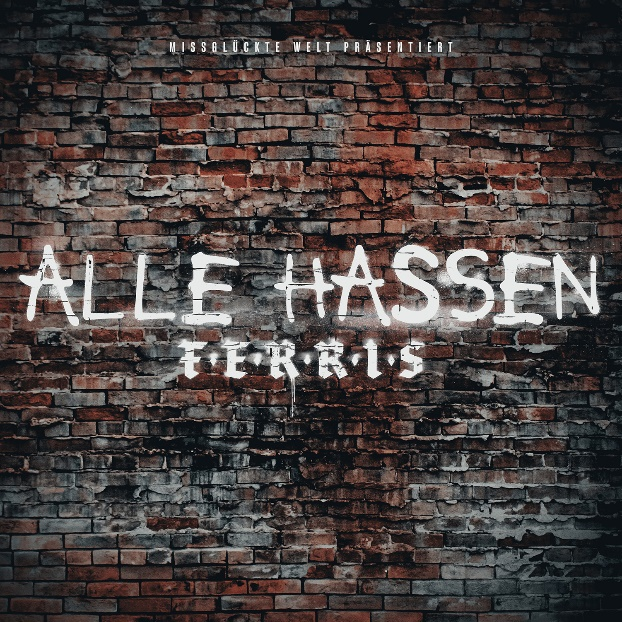 MISSGLÜCKTE WELT PRÄSENTIERT
ALLE HASSEN
F.E.R.R.I.S